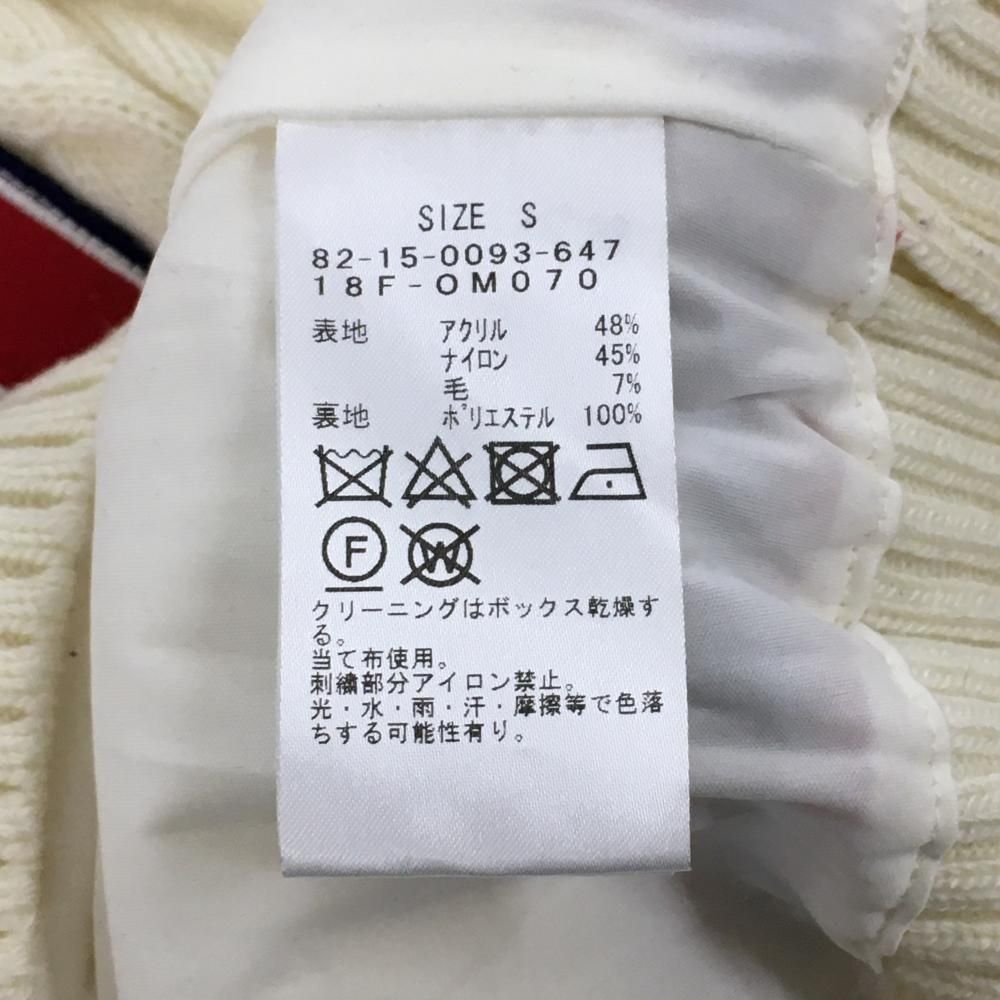 SIZE S
82-15-0093-647
18F-OM070
表地 アクリル 48%
ナイロン 45%
毛 7%
裏地 ポリエステル 100%
F W
クリーニングはボックス乾燥す
る。
当て布使用。
刺繍部分アイロン禁止。
光・水・雨・汗・摩擦等で色落
ちする可能性有り。